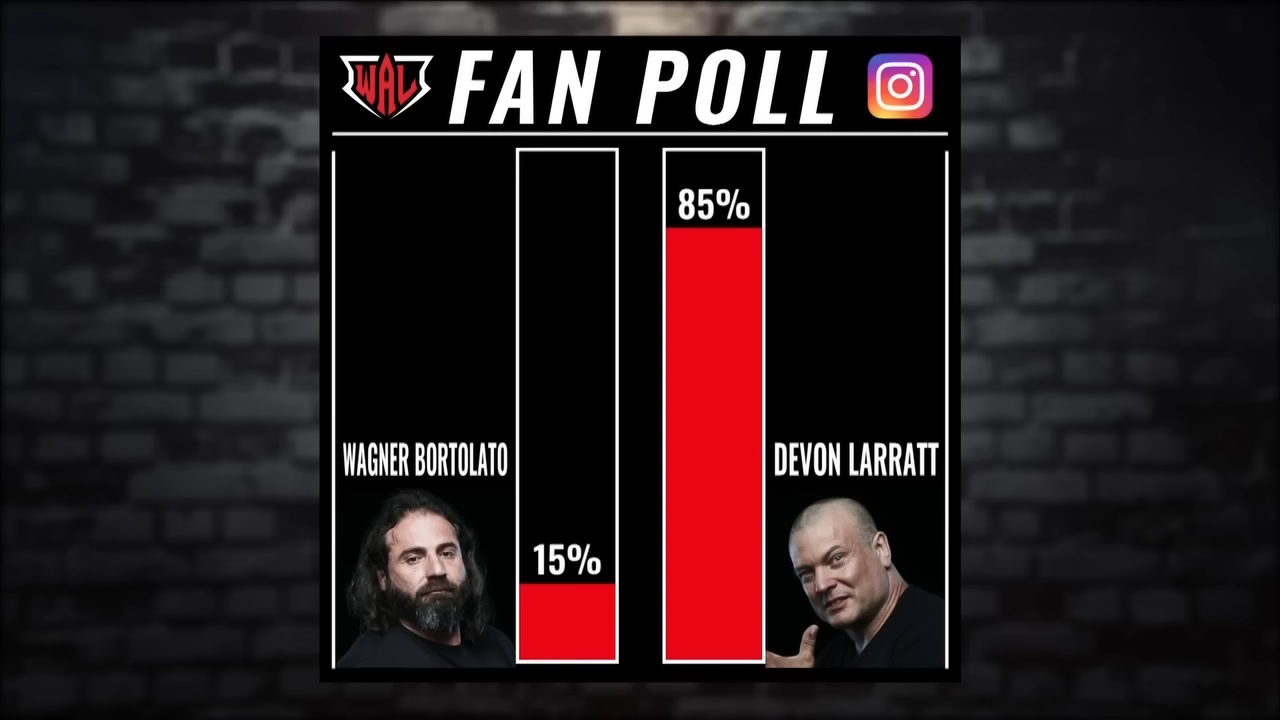 WAL FAN POLL
85%
WAGNER BORTOLATO
DEVON LARRATT
15%